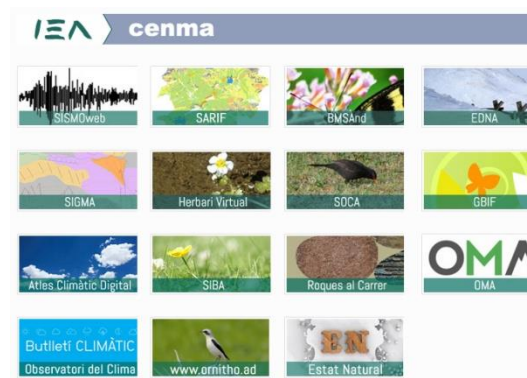 IEA cenma
SISMOweb
SARIF
BMSAnd
EDNA
SIGMA
Herbari Virtual
SOCA
GBIF
Atles Climàtic Digital
SIBA
Roques al Carrer
OMA
OMA
Butlletí CLIMÀTIC
Observatori del Clima
www.ornitho.ad
EN
Estat Natural